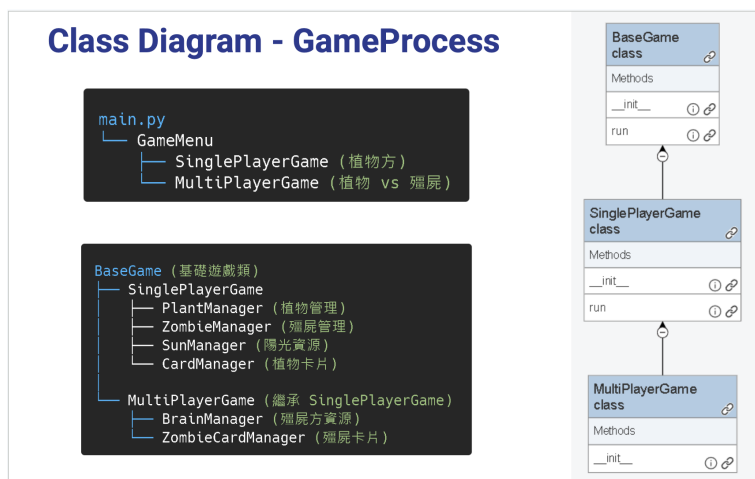 Class Diagram - GameProcess
main.py
└── GameMenu
├── SinglePlayerGame (植物方)
└── MultiPlayerGame (植物 vs 殭屍)
BaseGame (基礎遊戲類)
├── SinglePlayerGame
│   ├── PlantManager (植物管理)
│   ├── ZombieManager (殭屍管理)
│   ├── SunManager (陽光資源)
│   └── CardManager (植物卡片)
│
└── MultiPlayerGame (繼承 SinglePlayerGame)
├── BrainManager (殭屍方資源)
└── ZombieCardManager (殭屍卡片)
BaseGame
class
Methods
__init__
run
SinglePlayerGame
class
Methods
__init__
run
MultiPlayerGame
class
Methods
__init__